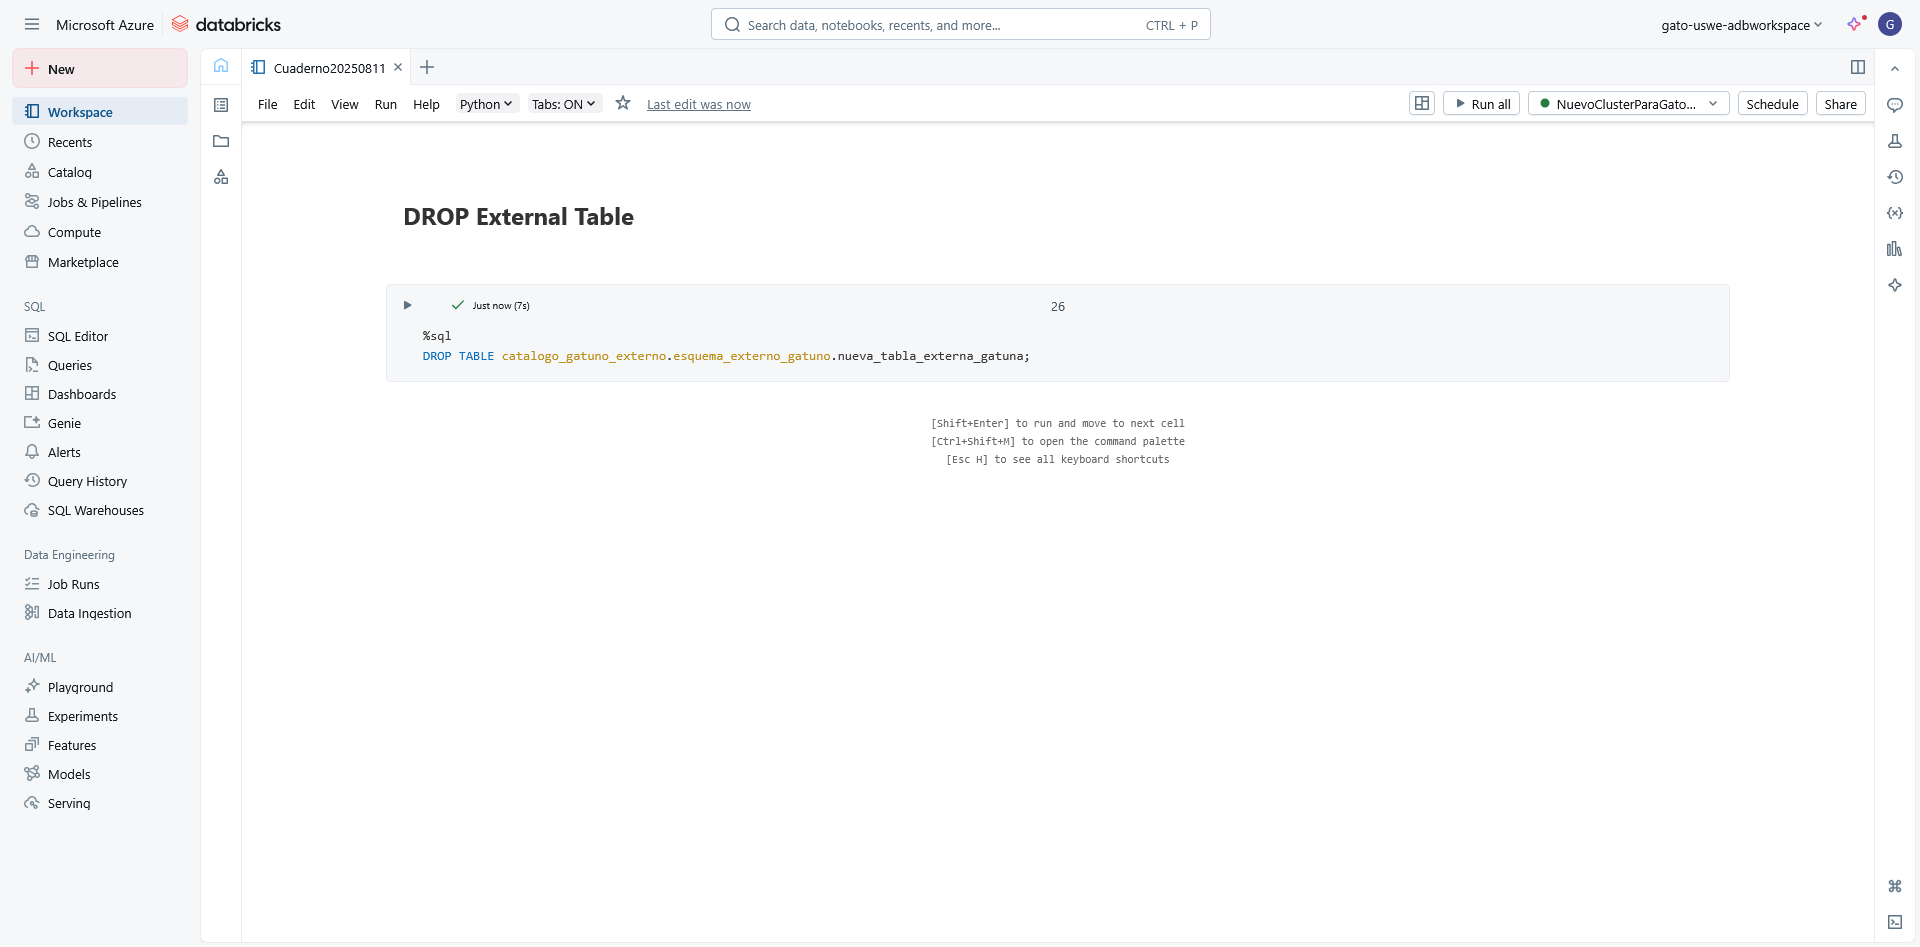 Microsoft Azure
databricks
Search data, notebooks, recents, and more...
CTRL + P
gato-uswe-adbworkspace
G
New
Workspace
Recents
Catalog
Jobs & Pipelines
Compute
Marketplace
SQL
SQL Editor
Queries
Dashboards
Genie
Alerts
Query History
SQL Warehouses
Data Engineering
Job Runs
Data Ingestion
AI/ML
Playground
Experiments
Features
Models
Serving
Cuaderno20250811
File Edit View Run Help Python Tabs: ON Last edit was now
Run all
NuevoClusterParaGato...
Schedule
Share
DROP External Table
Just now (7s)
26
%sql
DROP TABLE catalogo_gatuno_externo.esquema_externo_gatuno.nueva_tabla_externa_gatuna;
[Shift+Enter] to run and move to next cell
[Ctrl+Shift+M] to open the command palette
[Esc H] to see all keyboard shortcuts